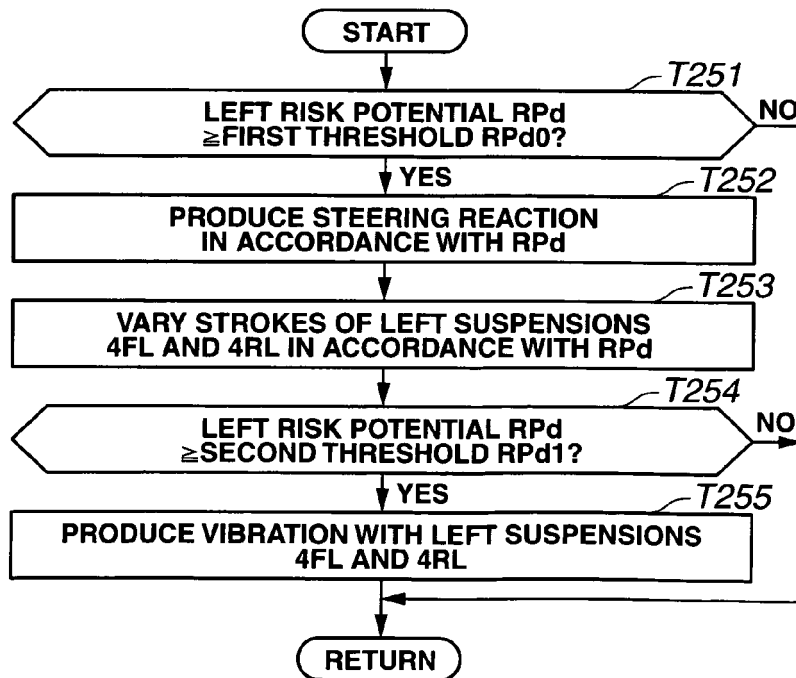 START
T251
LEFT RISK POTENTIAL RPd
≧FIRST THRESHOLD RPd0?
NO
YES
T252
PRODUCE STEERING REACTION
IN ACCORDANCE WITH RPd
T253
VARY STROKES OF LEFT SUSPENSIONS
4FL AND 4RL IN ACCORDANCE WITH RPd
T254
LEFT RISK POTENTIAL RPd
≧SECOND THRESHOLD RPd1?
NO
YES
T255
PRODUCE VIBRATION WITH LEFT SUSPENSIONS
4FL AND 4RL
RETURN